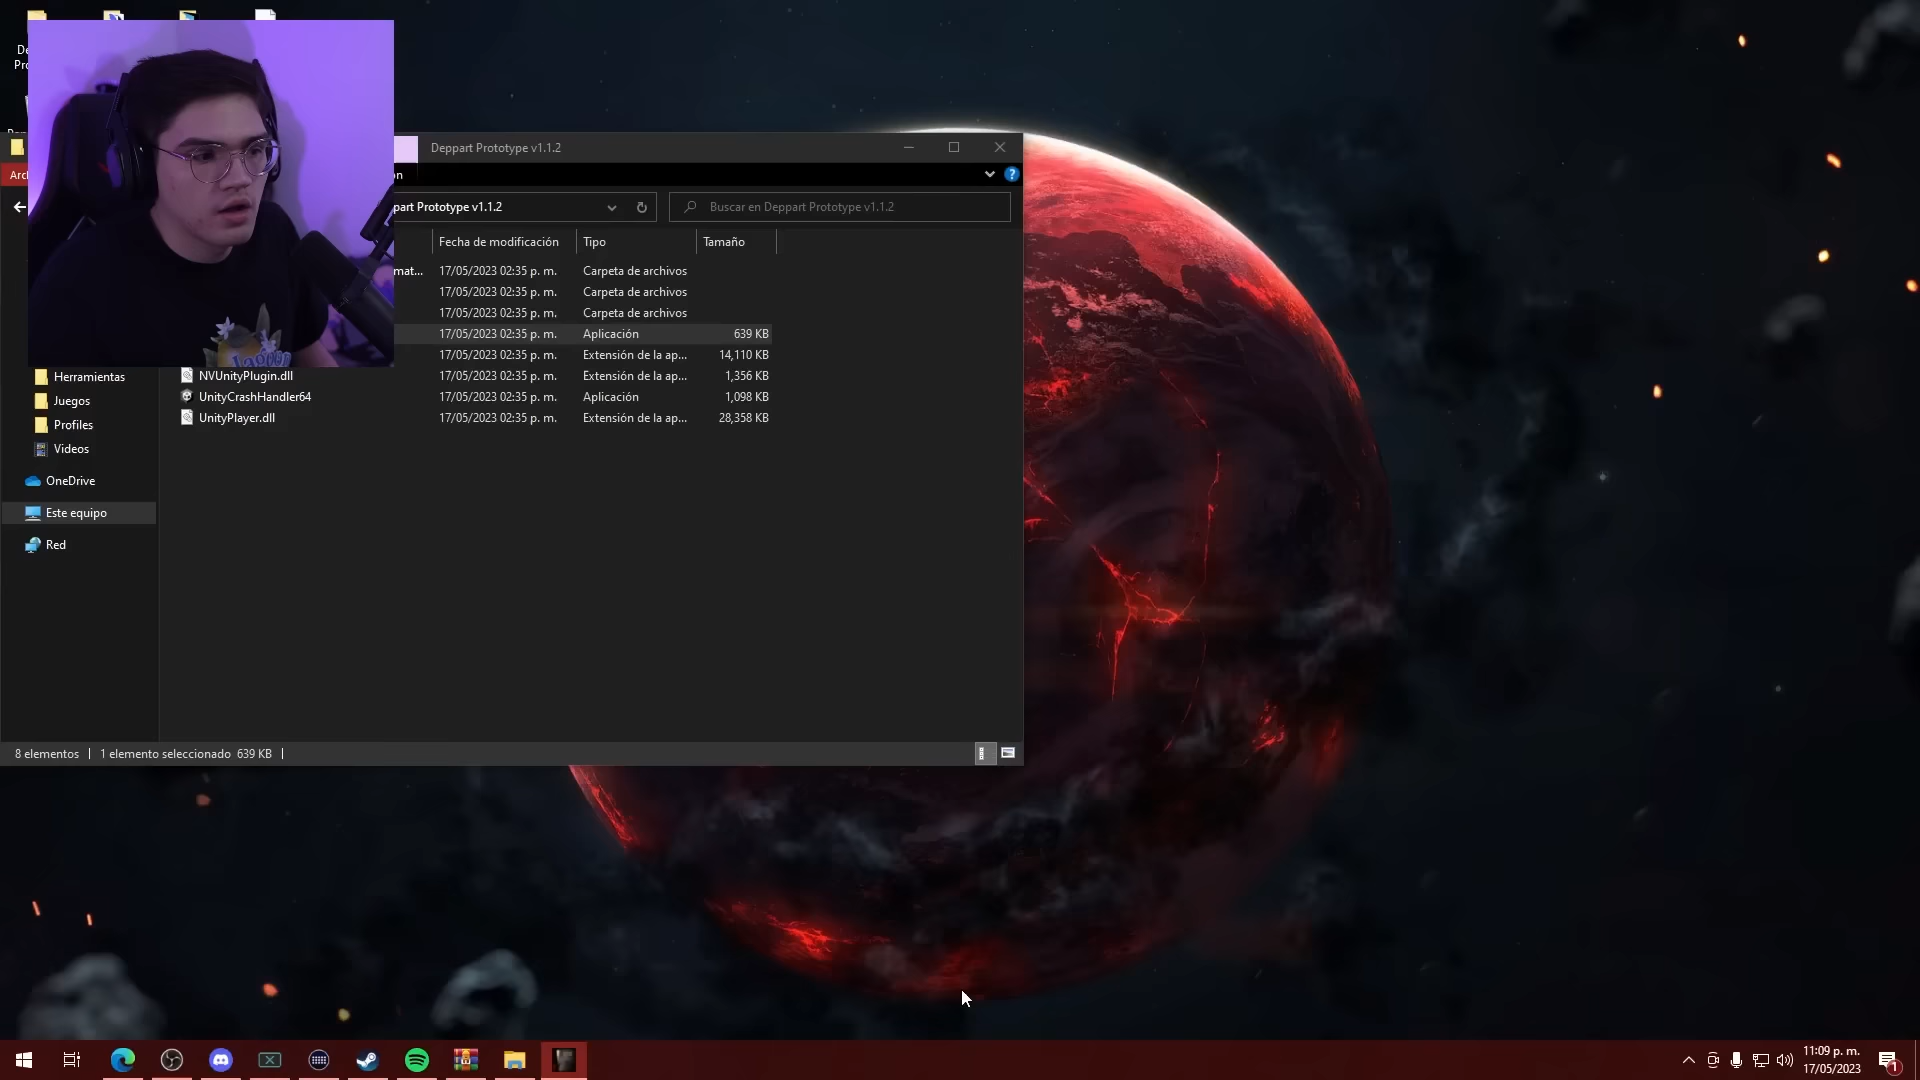 De
Pro
Deppart Prototype v1.1.2
Arc
ón
part Prototype v1.1.2
Buscar en Deppart Prototype v1.1.2
Fecha de modificación Tipo Tamaño
mat... 17/05/2023 02:35 p. m. Carpeta de archivos
17/05/2023 02:35 p. m. Carpeta de archivos
17/05/2023 02:35 p. m. Carpeta de archivos
17/05/2023 02:35 p. m. Aplicación 639 KB
17/05/2023 02:35 p. m. Extensión de la ap... 14,110 KB
NVUnityPlugin.dll 17/05/2023 02:35 p. m. Extensión de la ap... 1,356 KB
UnityCrashHandler64 17/05/2023 02:35 p. m. Aplicación 1,098 KB
UnityPlayer.dll 17/05/2023 02:35 p. m. Extensión de la ap... 28,358 KB
Herramientas
Juegos
Profiles
Videos
OneDrive
Este equipo
Red
8 elementos 1 elemento seleccionado 639 KB
11:09 p. m.
17/05/2023
1